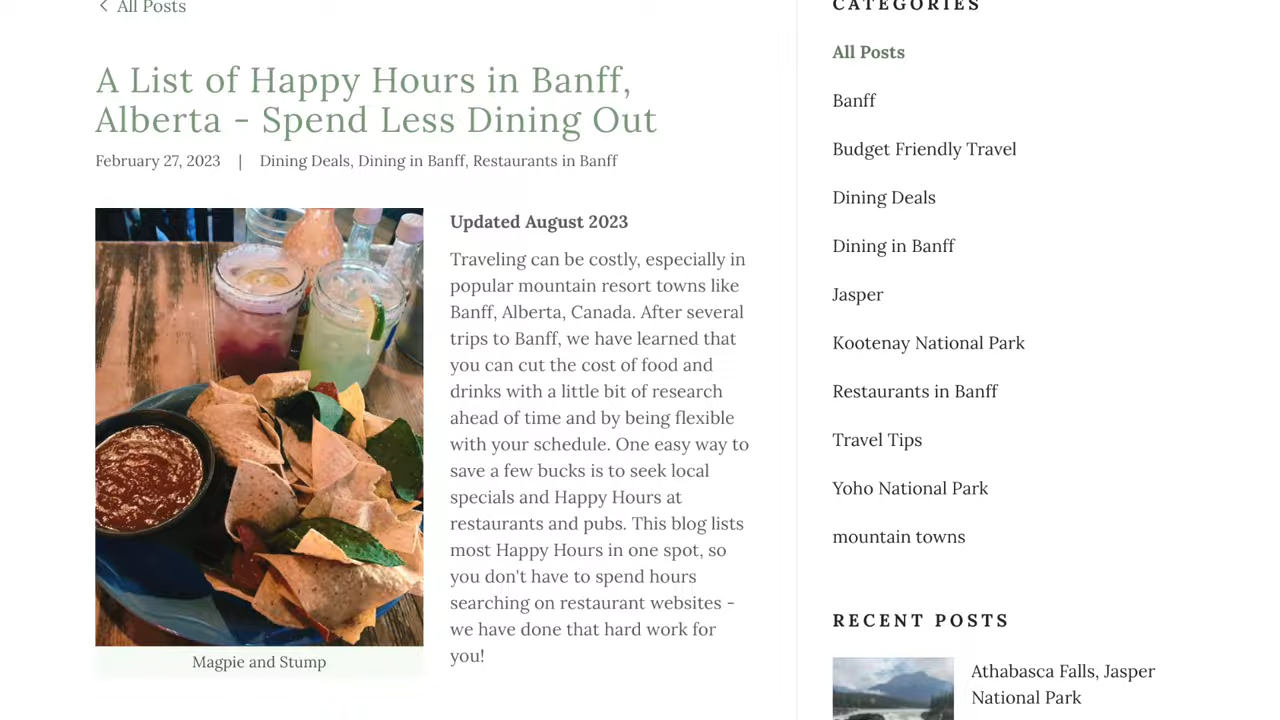 All Posts
A List of Happy Hours in Banff,
Alberta - Spend Less Dining Out
February 27, 2023 | Dining Deals, Dining in Banff, Restaurants in Banff
Updated August 2023
Traveling can be costly, especially in
popular mountain resort towns like
Banff, Alberta, Canada. After several
trips to Banff, we have learned that
you can cut the cost of food and
drinks with a little bit of research
ahead of time and by being flexible
with your schedule. One easy way to
save a few bucks is to seek local
specials and Happy Hours at
restaurants and pubs. This blog lists
most Happy Hours in one spot, so
you don't have to spend hours
searching on restaurant websites -
we have done that hard work for
you!
Magpie and Stump
CATEGORIES
All Posts
Banff
Budget Friendly Travel
Dining Deals
Dining in Banff
Jasper
Kootenay National Park
Restaurants in Banff
Travel Tips
Yoho National Park
mountain towns
RECENT POSTS
Athabasca Falls, Jasper
National Park